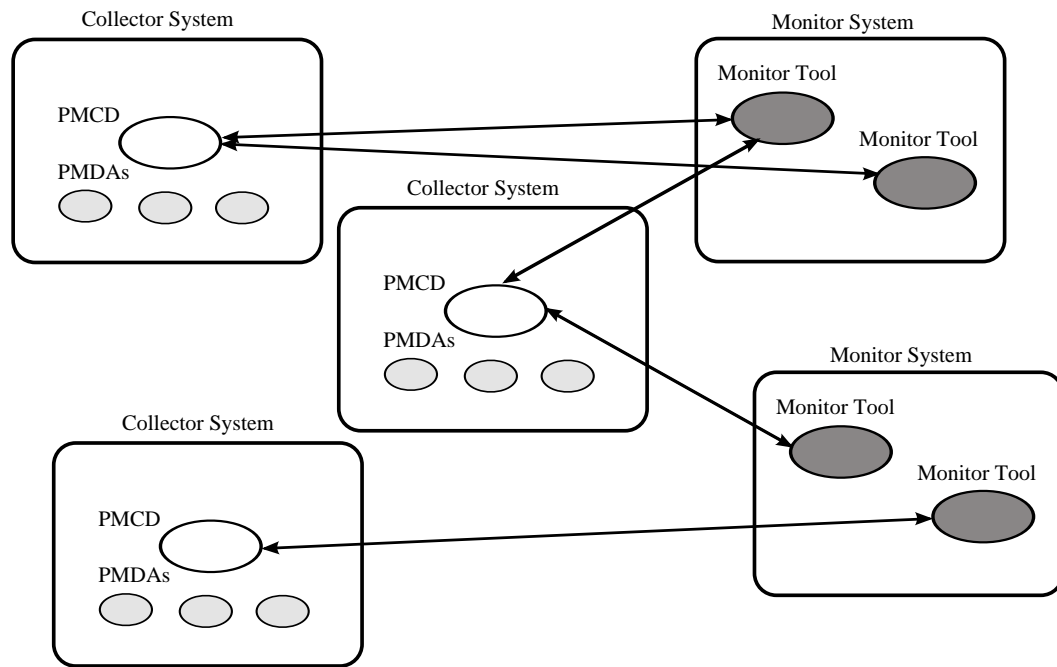 Collector System
PMCD
PMDAs
Monitor System
Monitor Tool
Monitor Tool
Collector System
PMCD
PMDAs
Monitor System
Monitor Tool
Monitor Tool
Collector System
PMCD
PMDAs